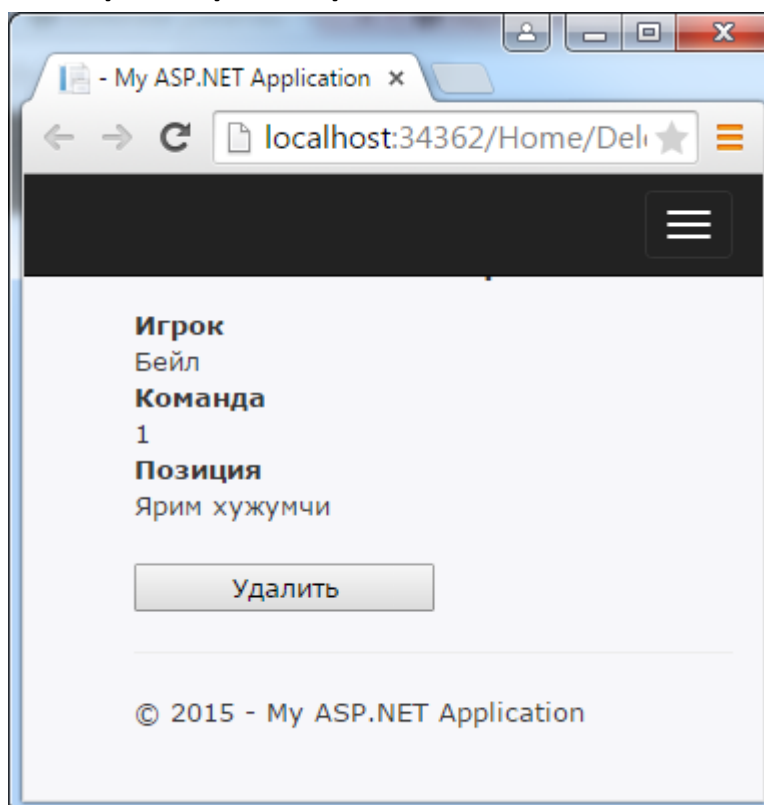 - My ASP.NET Application
localhost:34362/Home/Del
Игрок
Бейл
Команда
1
Позиция
Ярим хужумчи
Удалить
© 2015 - My ASP.NET Application